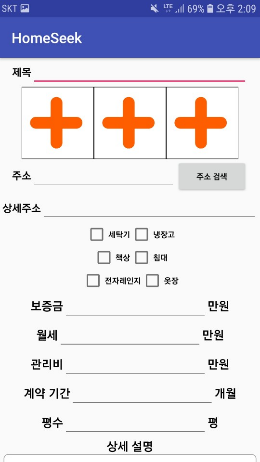 SKT LTE 69% 오후 2:09
HomeSeek
제목
주소 주소 검색
상세주소
세탁기 냉장고
책상 침대
전자레인지 옷장
보증금 만원
월세 만원
관리비 만원
계약 기간 개월
평수 평
상세 설명